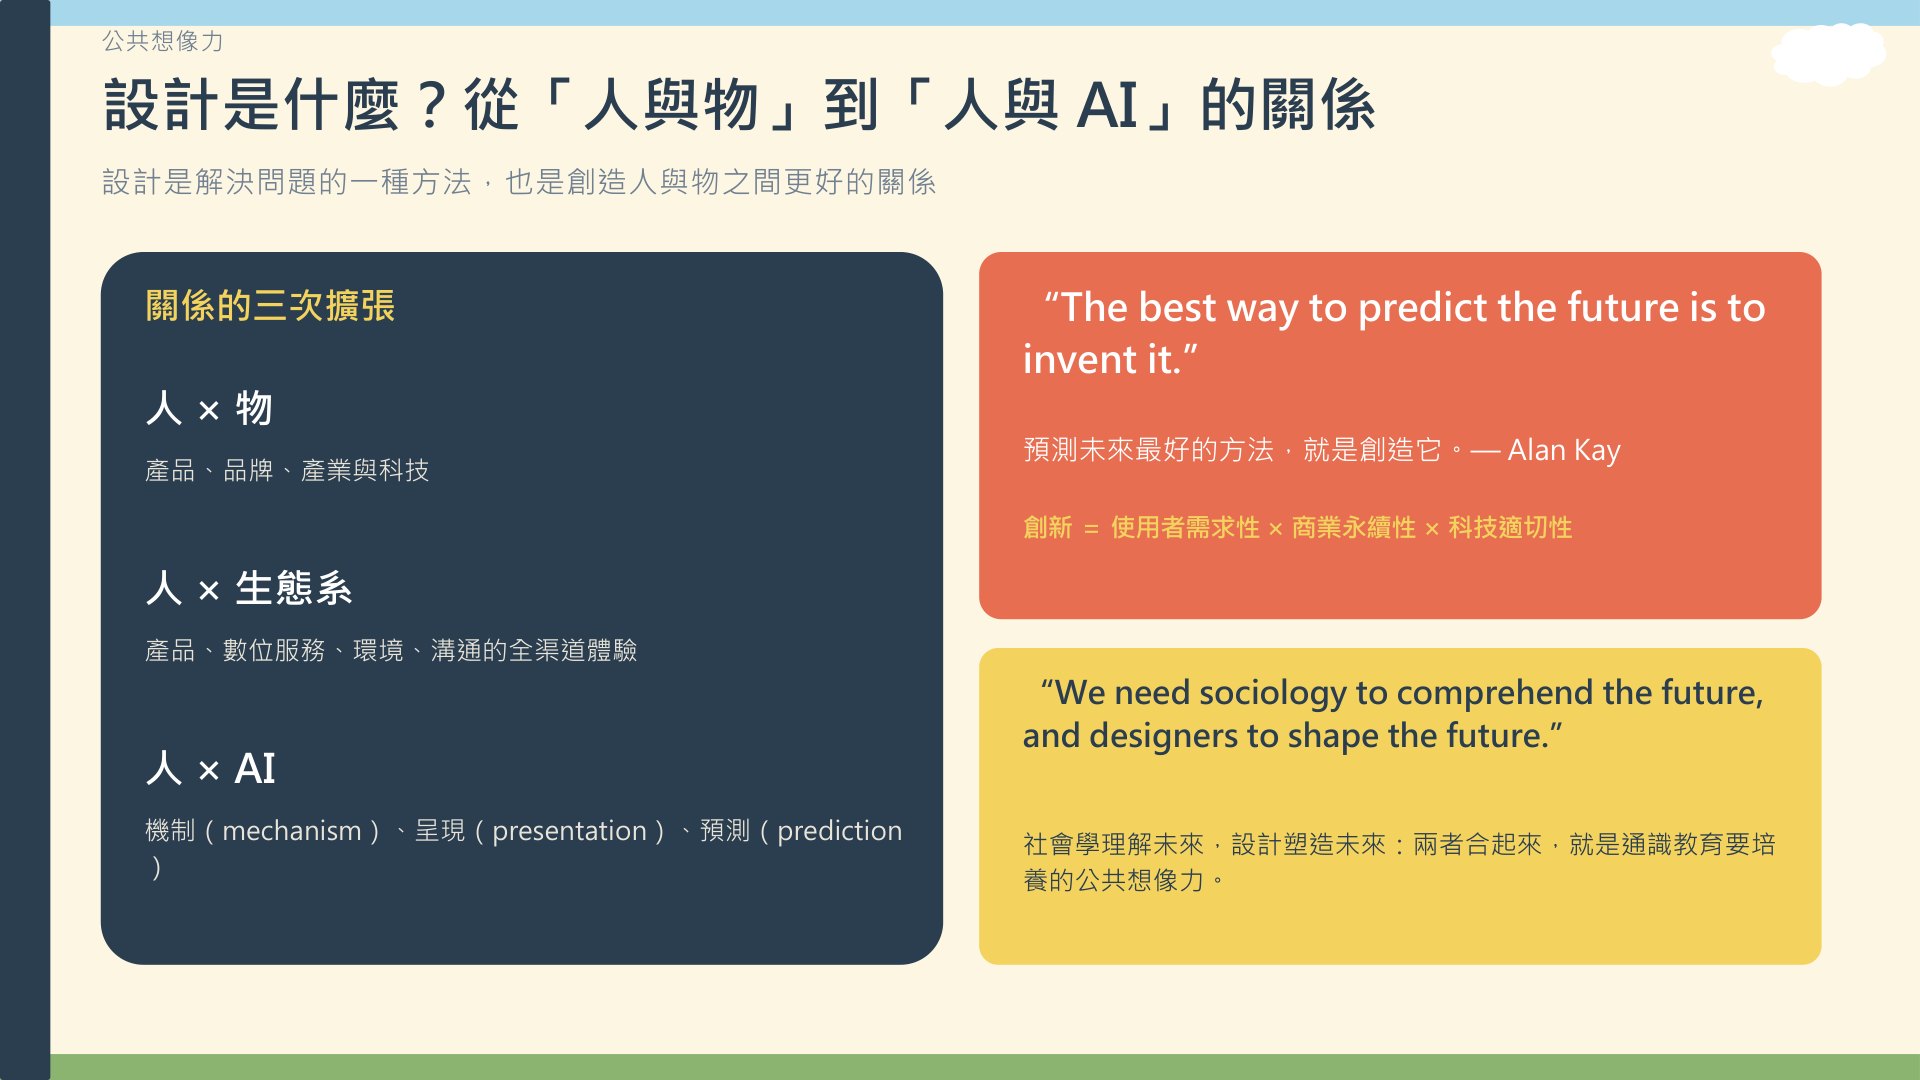 公共想像力
設計是什麼？從「人與物」到「人與 AI」的關係
設計是解決問題的一種方法，也是創造人與物之間更好的關係
關係的三次擴張
人 × 物
產品、品牌、產業與科技
人 × 生態系
產品、數位服務、環境、溝通的全渠道體驗
人 × AI
機制（mechanism）、呈現（presentation）、預測（prediction
）
“The best way to predict the future is to
invent it.”
預測未來最好的方法，就是創造它。— Alan Kay
創新 ＝ 使用者需求性 × 商業永續性 × 科技適切性
“We need sociology to comprehend the future,
and designers to shape the future.”
社會學理解未來，設計塑造未來：兩者合起來，就是通識教育要培
養的公共想像力。